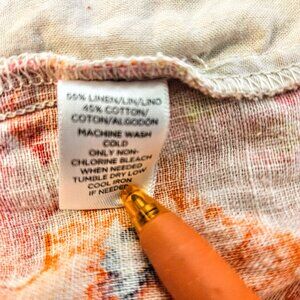 55% LINEN/LIN/LINO
45% COTTON/
COTON/ALGODÓN
MACHINE WASH
COLD
ONLY NON-
CHLORINE BLEACH
WHEN NEEDED
TUMBLE DRY LOW
COOL IRON
IF NEEDED